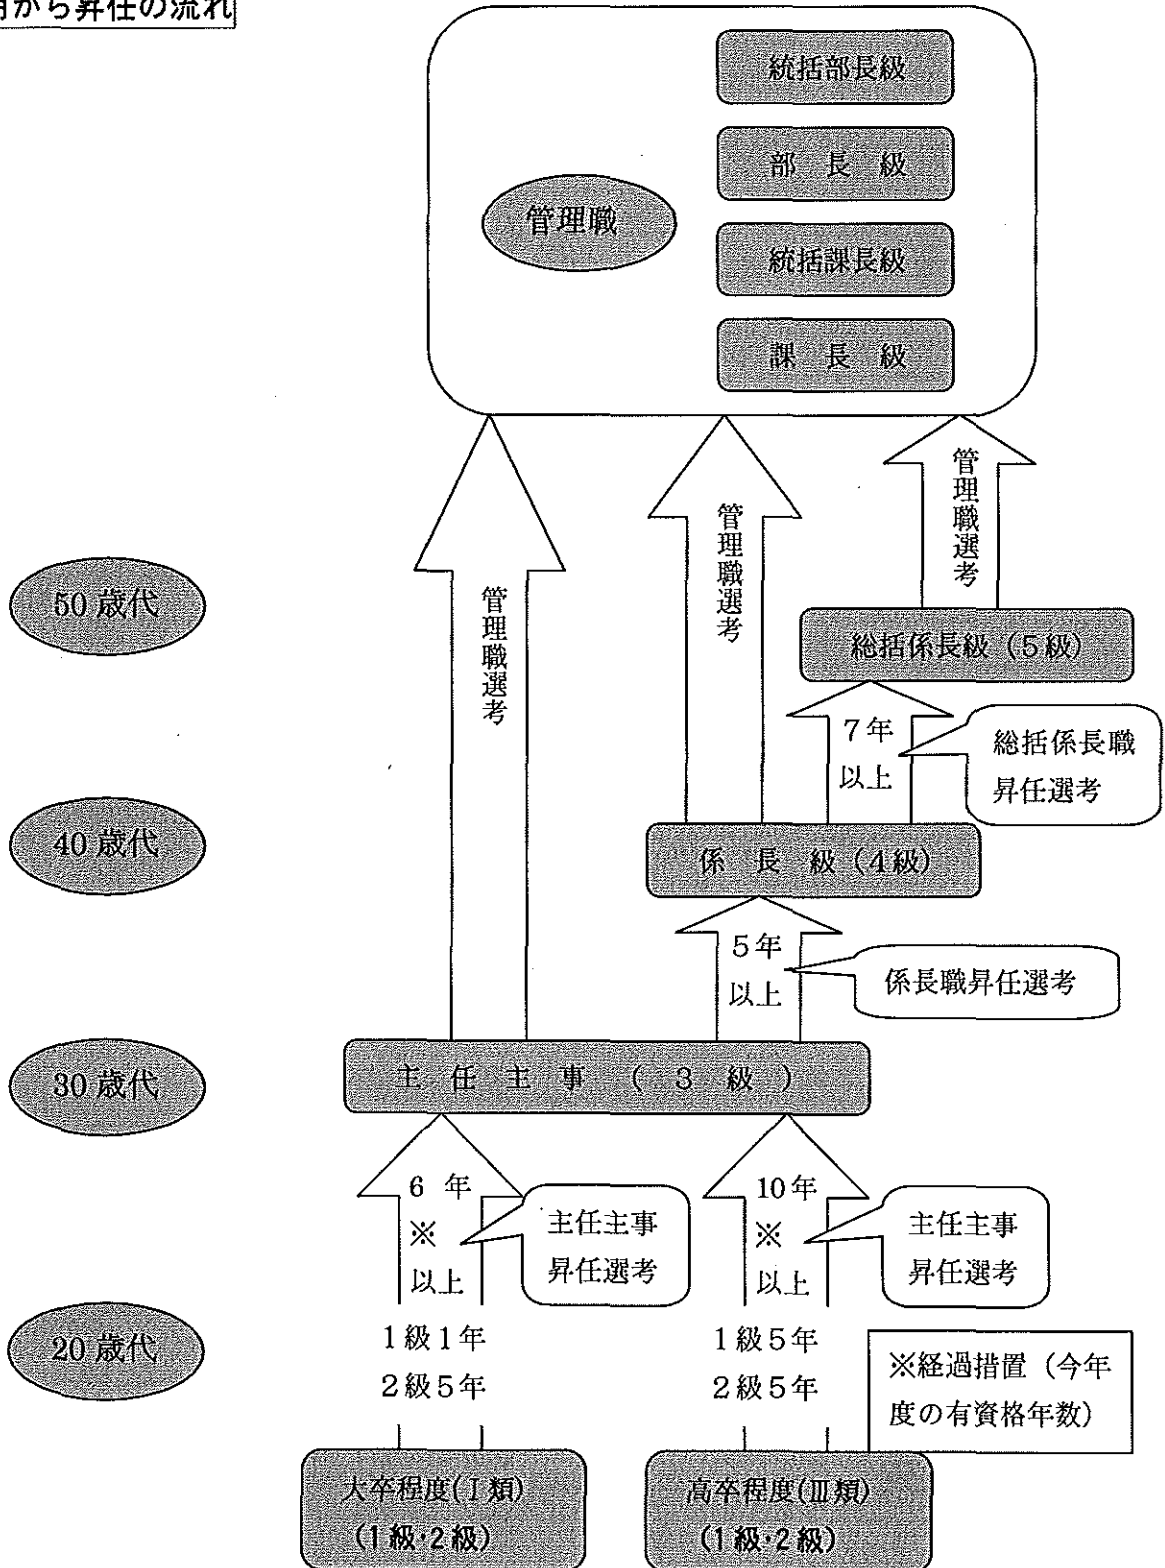 から昇任の流れ
統括部長級
部長級
管理職
統括課長級
課長級
管理職選考
管理職選考
管理職選考
50歳代
総括係長級（5級）
7年
以上
総括係長職
昇任選考
40歳代
係長級（4級）
5年
以上
係長職昇任選考
30歳代
主任主事（3級）
6年
※
以上
主任主事
昇任選考
10年
※
以上
主任主事
昇任選考
20歳代
1級1年
2級5年
1級5年
2級5年
※経過措置（今年
度の有資格年数）
大卒程度(Ⅰ類)
(1級・2級)
高卒程度(Ⅲ類)
(1級・2級)